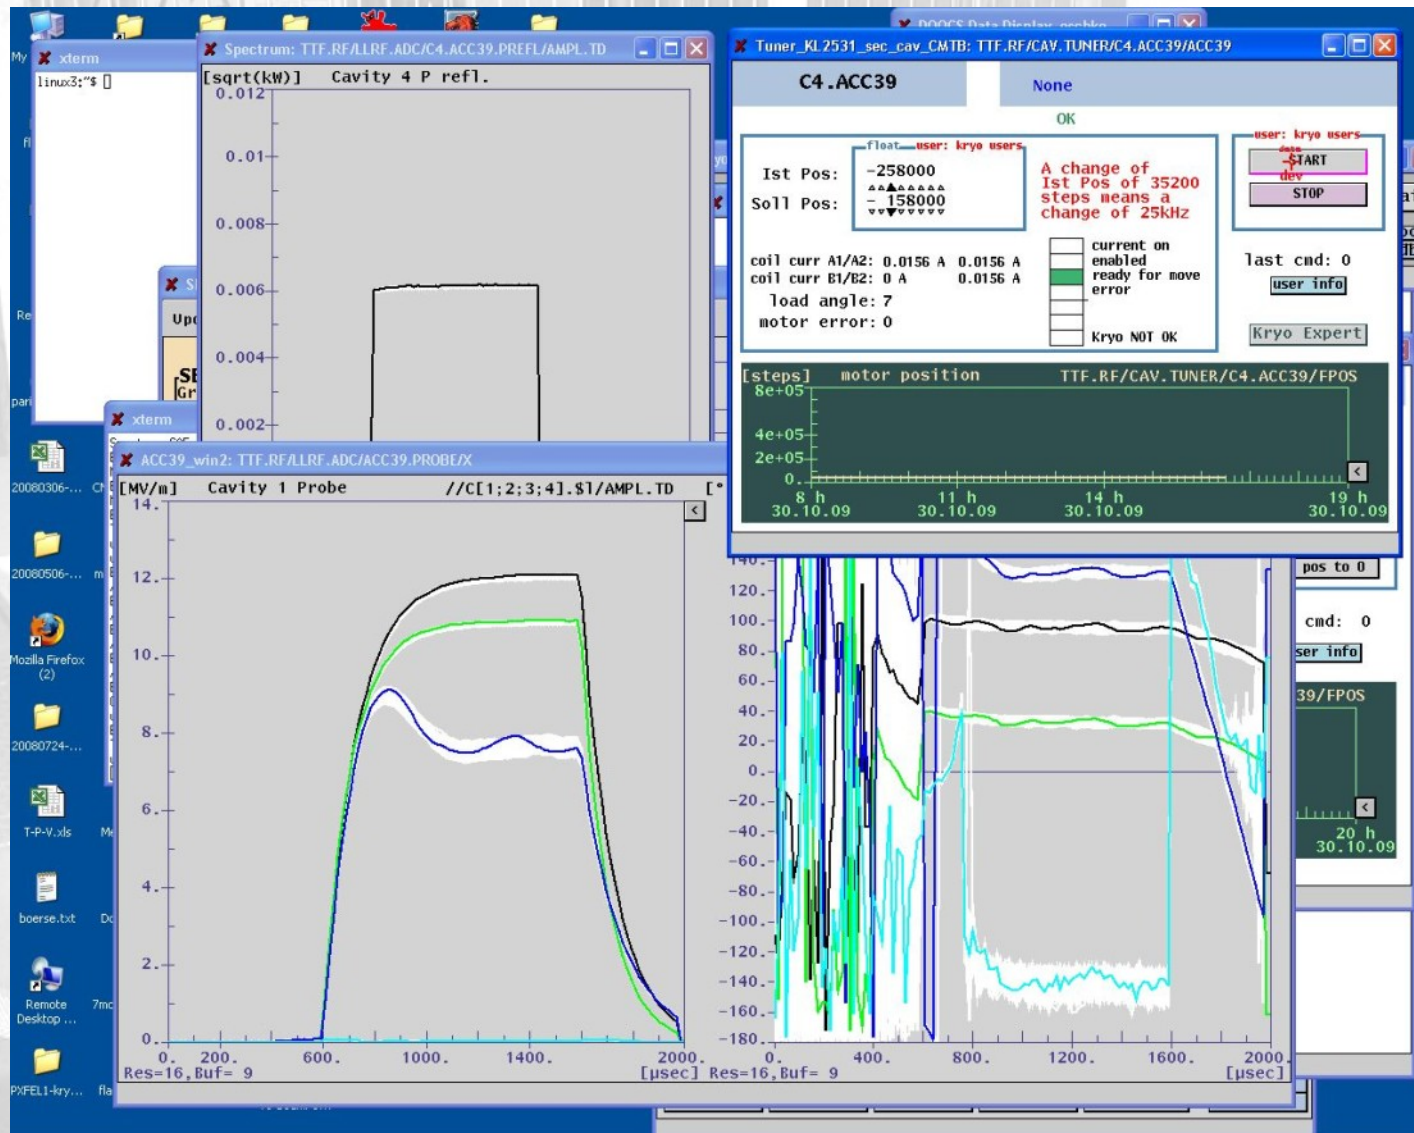 My
xterm
linux3:~$
Spectrum: TTF.RF/LLRF.ADC/C4.ACC39.PREFL/AMPL.TD
[sqrt(kW)] Cavity 4 P refl.
0.012
0.01
0.008
0.006
0.004
0.002
Re
pari
20080306-...
20080506-...
Mozilla Firefox
(2)
20080724-...
T-P-V.xls
boerse.txt
Remote
Desktop ...
7mc
PXFEL1-kry...
fla
xterm
DOOCS Data Display
Tuner_KL2531_sec_cav_CMTB: TTF.RF/CAV.TUNER/C4.ACC39/ACC39
C4.ACC39
None
OK
float user: kryo users
Ist Pos: -258000
Soll Pos: - 158000
A change of
Ist Pos of 35200
steps means a
change of 25kHz
user: kryo users
START
dev
STOP
coil curr A1/A2: 0.0156 A 0.0156 A
coil curr B1/B2: 0 A 0.0156 A
load angle: 7
motor error: 0
current on
enabled
ready for move
error
Kryo NOT OK
last cmd: 0
user info
Kryo Expert
[steps] motor position TTF.RF/CAV.TUNER/C4.ACC39/FPOS
8e+05
4e+05
2e+05
0.
<
8 h 11 h 14 h 19 h
30.10.09 30.10.09 30.10.09 30.10.09
ACC39_win2: TTF.RF/LLRF.ADC/ACC39.PROBE/X
[MV/m] Cavity 1 Probe //C[1;2;3;4].$1/AMPL.TD [°
<
14.
12.
10.
8.
6.
4.
2.
0.
0. 200. 600. 1000. 1400. 2000.
Res=16,Buf= 9 [µsec]
140.
120.
100.
80.
60.
40.
20.
0.
-20.
-40.
-60.
-80.
-100.
-120.
-140.
-160.
-180.
0. 400. 800. 1200. 1600. 2000.
Res=16,Buf= 9 [µsec]
pos to 0
cmd: 0
ser info
39/FPOS
<
20 h
30.10.09